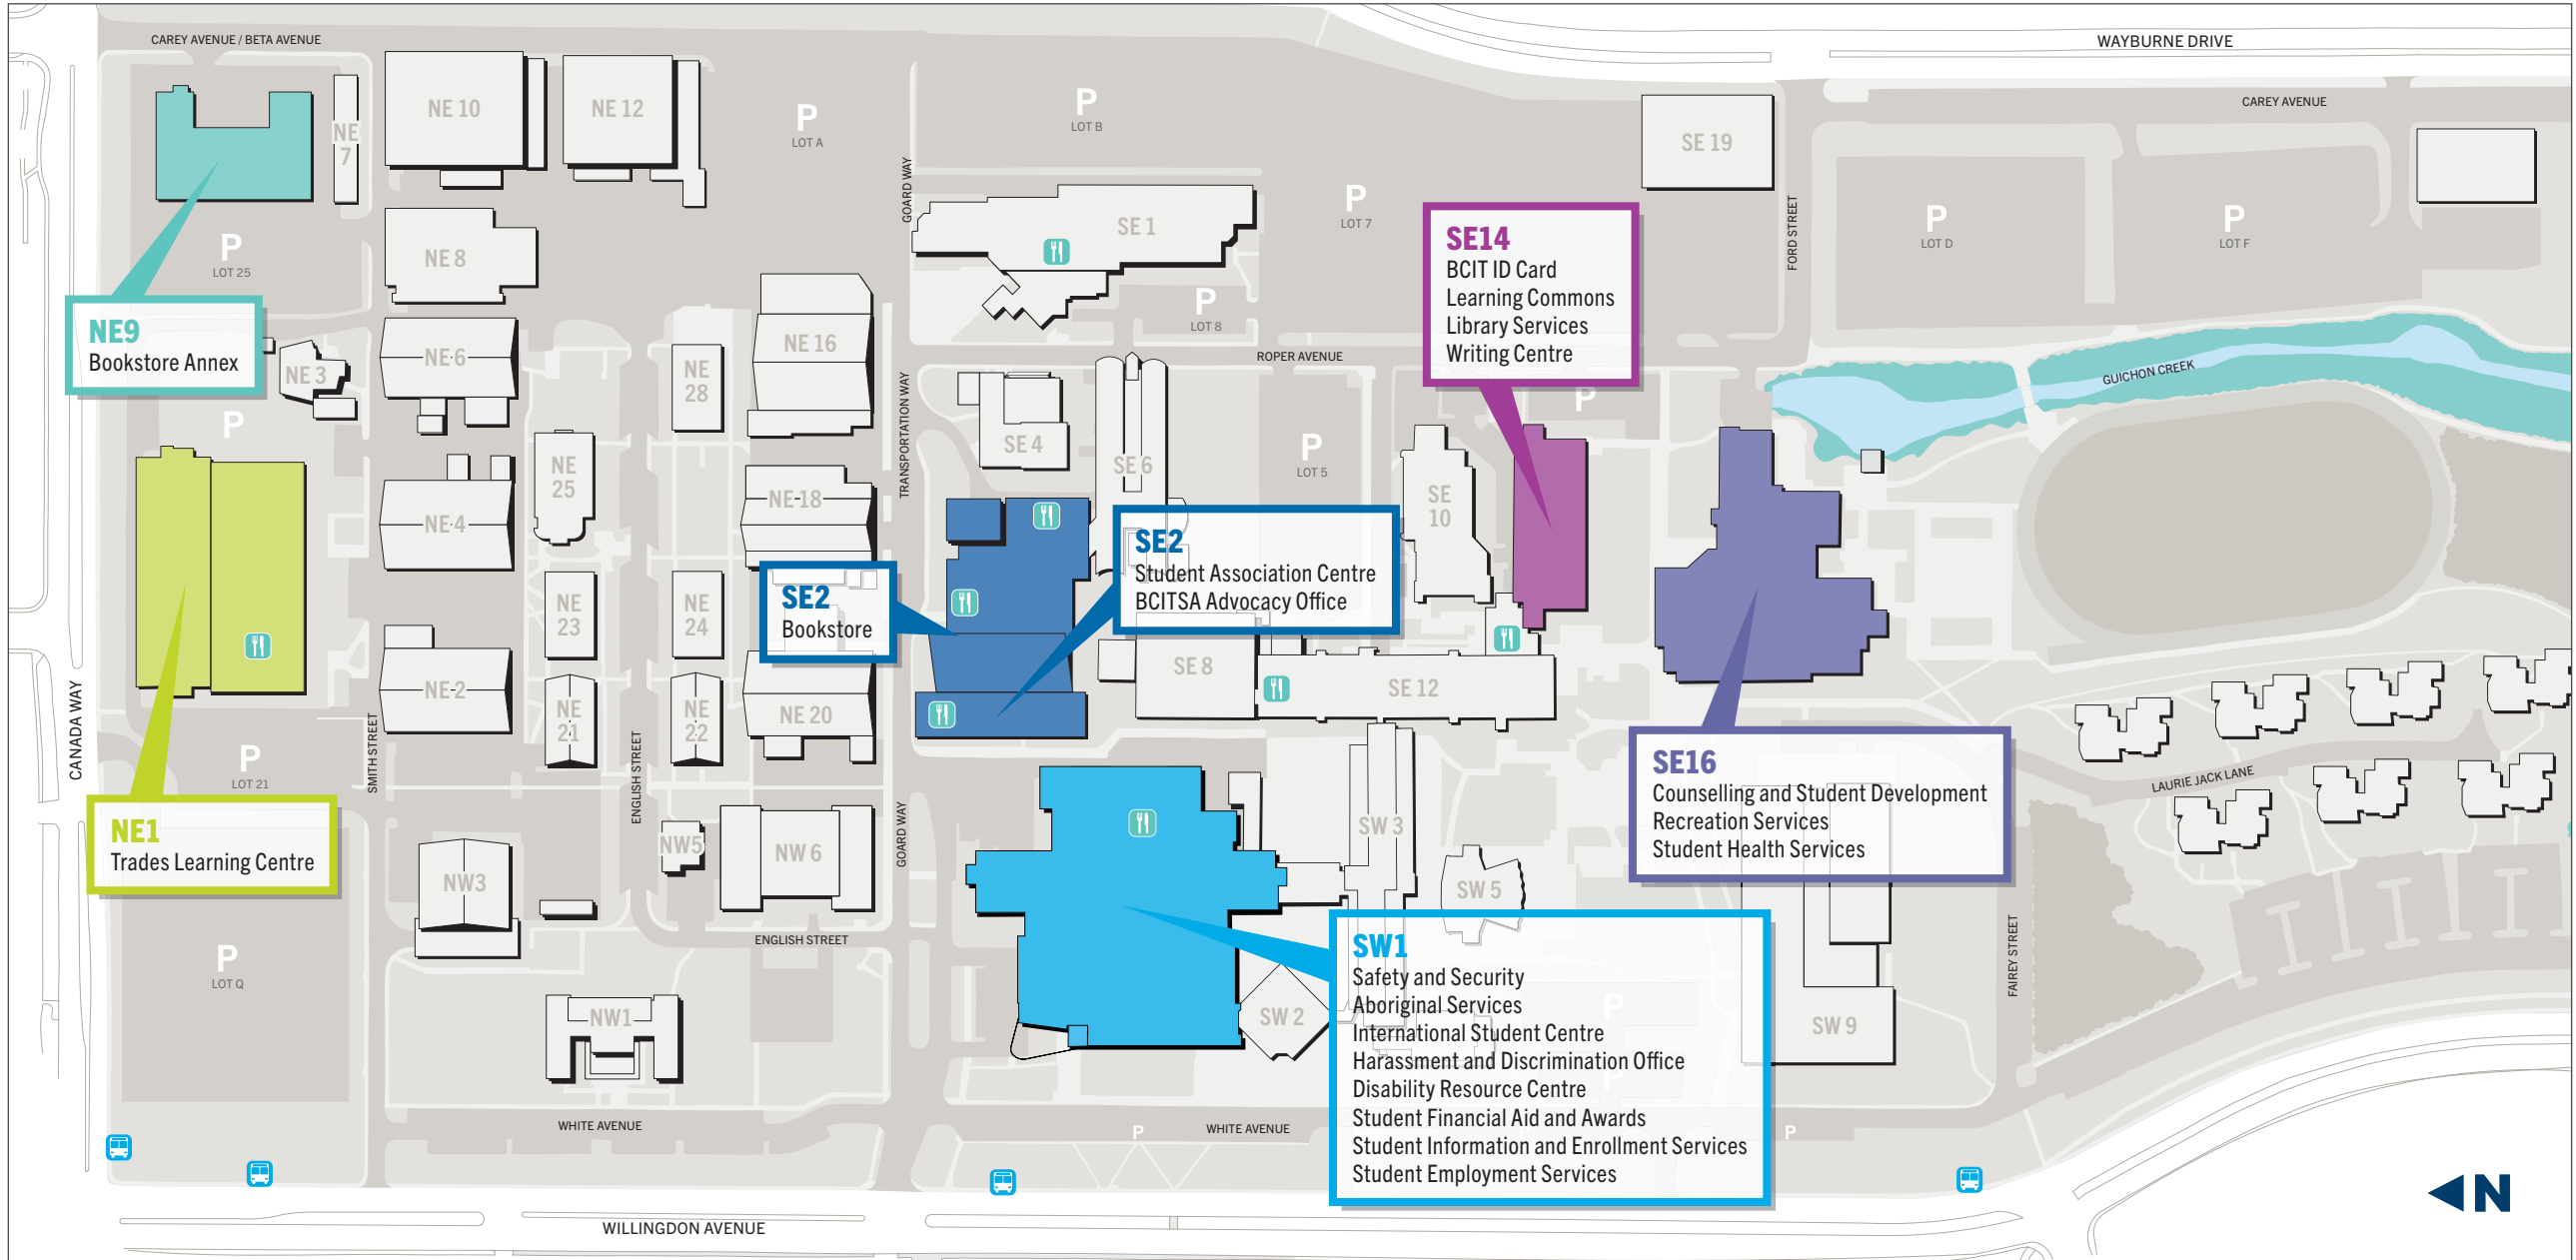 CAREY AVENUE / BETA AVENUE
WAYBURNE DRIVE
CAREY AVENUE
NE 7
NE 10
NE 12
P
LOT A
P
LOT B
SE 19
GOARD WAY
P
LOT 7
FORD STREET
P
LOT D
P
LOT F
SE 1
P
LOT 25
NE 8
P
LOT 8
SE14
BCIT ID Card
Learning Commons
Library Services
Writing Centre
NE9
Bookstore Annex
NE 3
NE 6
NE 28
NE 16
ROPER AVENUE
GUICHON CREEK
P
P
TRANSPORTATION WAY
SE 4
SE 6
P
LOT 5
NE 25
NE 4
NE 18
SE 10
SE2
Student Association Centre
BCITSA Advocacy Office
SE2
Bookstore
NE 23
NE 24
NE 2
NE 21
NE 22
NE 20
SE 8
SE 12
CANADA WAY
SMITH STREET
ENGLISH STREET
P
LOT 21
GOARD WAY
NE1
Trades Learning Centre
SE16
Counselling and Student Development
Recreation Services
Student Health Services
LAURIE JACK LANE
NW3
NW5
NW 6
SW 3
SW 5
ENGLISH STREET
FAIREY STREET
P
LOT Q
SW1
Safety and Security
Aboriginal Services
International Student Centre
Harassment and Discrimination Office
Disability Resource Centre
Student Financial Aid and Awards
Student Information and Enrollment Services
Student Employment Services
P
NW1
SW 2
SW 9
WHITE AVENUE
P
WHITE AVENUE
P
WILLINGDON AVENUE
N